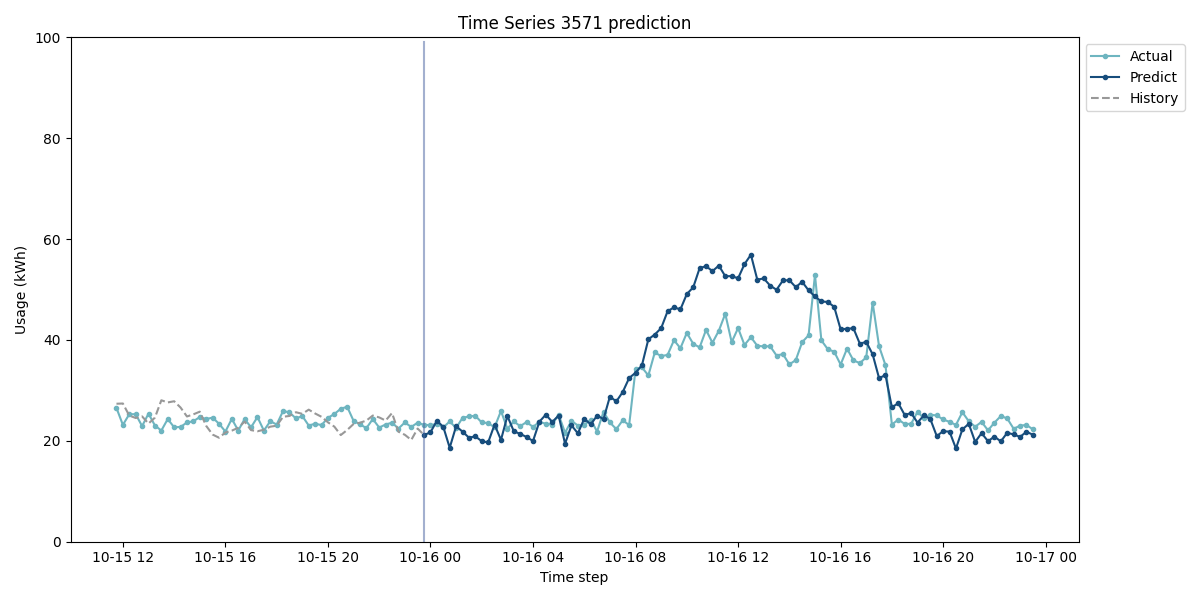 Time Series 3571 prediction
100
80
60
40
20
0
Usage (kWh)
10-15 12
10-15 16
10-15 20
10-16 00
10-16 04
10-16 08
10-16 12
10-16 16
10-16 20
10-17 00
Time step
Actual
Predict
History